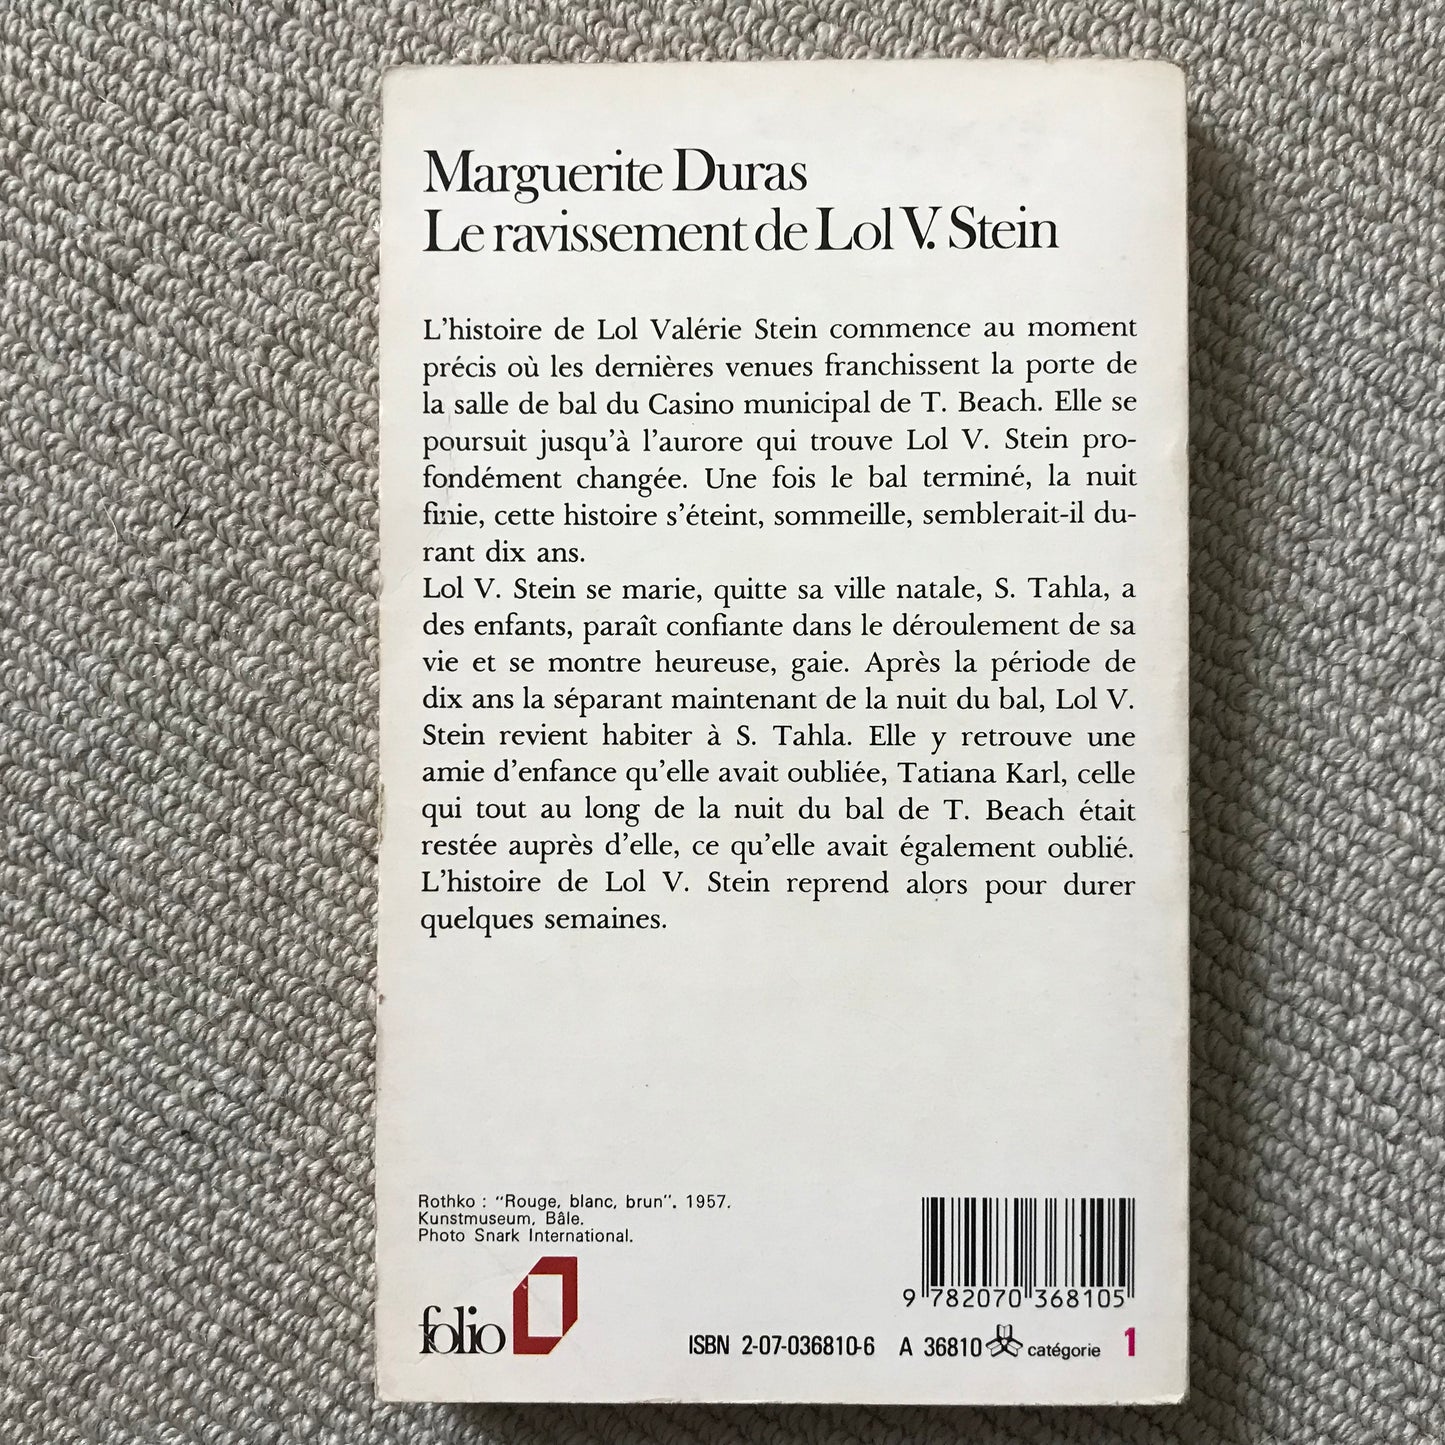 Marguerite Duras
Le ravissement de Lol V. Stein
L’histoire de Lol Valérie Stein commence au moment
précis où les dernières venues franchissent la porte de
la salle de bal du Casino municipal de T. Beach. Elle se
poursuit jusqu’à l’aurore qui trouve Lol V. Stein pro-
fondément changée. Une fois le bal terminé, la nuit
finie, cette histoire s’éteint, sommeille, semblerait-il du-
rant dix ans.
Lol V. Stein se marie, quitte sa ville natale, S. Tahla, a
des enfants, paraît confiante dans le déroulement de sa
vie et se montre heureuse, gaie. Après la période de
dix ans la séparant maintenant de la nuit du bal, Lol V.
Stein revient habiter à S. Tahla. Elle y retrouve une
amie d’enfance qu’elle avait oubliée, Tatiana Karl, celle
qui tout au long de la nuit du bal de T. Beach était
restée auprès d’elle, ce qu’elle avait également oublié.
L’histoire de Lol V. Stein reprend alors pour durer
quelques semaines.
Rothko : "Rouge, blanc, brun". 1957.
Kunstmuseum, Bâle.
Photo Snark International.
folio
9 782070 368105
ISBN 2-07-036810-6 A 36810 catégorie 1